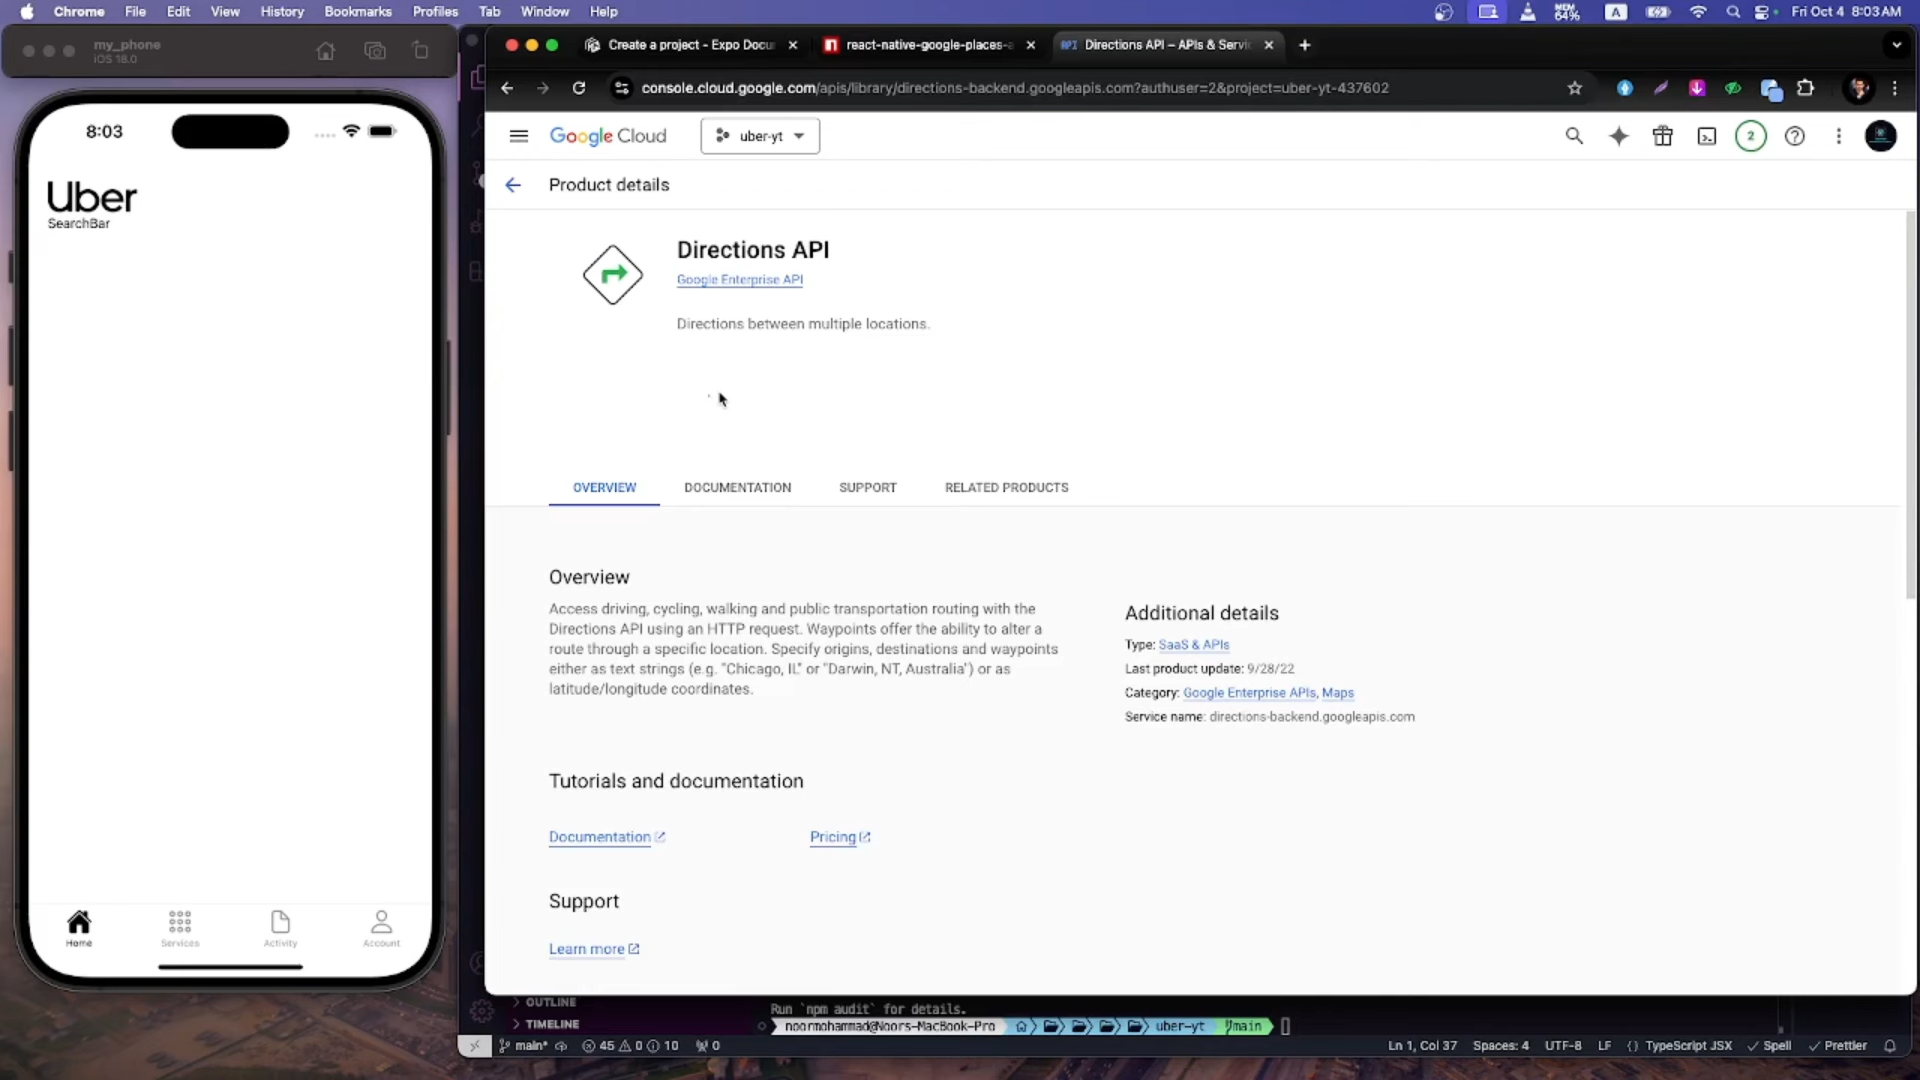 Chrome File Edit View History Bookmarks Profiles Tab Window Help
MEM 64% A Fri Oct 4 8:03 AM
my_phone
iOS 18.0
Create a project - Expo Docu
react-native-google-places-a
API Directions API – APIs & Servic
console.cloud.google.com/apis/library/directions-backend.googleapis.com?authuser=2&project=uber-yt-437602
8:03
Uber
SearchBar
Home
Services
Activity
Account
Google Cloud
uber-yt
2
Product details
Directions API
Google Enterprise API
Directions between multiple locations.
OVERVIEW DOCUMENTATION SUPPORT RELATED PRODUCTS
Overview
Access driving, cycling, walking and public transportation routing with the
Directions API using an HTTP request. Waypoints offer the ability to alter a
route through a specific location. Specify origins, destinations and waypoints
either as text strings (e.g. "Chicago, IL" or "Darwin, NT, Australia") or as
latitude/longitude coordinates.
Additional details
Type: SaaS & APIs
Last product update: 9/28/22
Category: Google Enterprise APIs, Maps
Service name: directions-backend.googleapis.com
Tutorials and documentation
Documentation
Pricing
Support
Learn more
OUTLINE
TIMELINE
Run `npm audit` for details.
noormohammad@Noors-MacBook-Pro uber-yt main
main* 45 0 10 0
Ln 1, Col 37 Spaces: 4 UTF-8 LF {} TypeScript JSX Spell Prettier